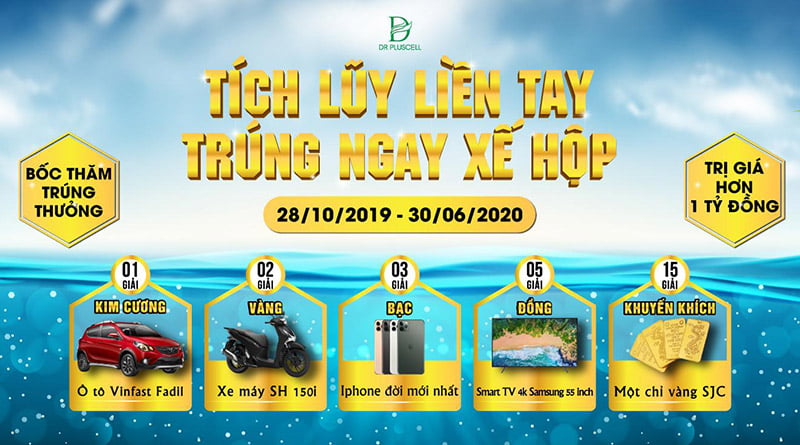 DR PLUSCELL
TÍCH LŨY LIỀN TAY
TRÚNG NGAY XẾ HỘP
BỐC THĂM
TRÚNG
THƯỞNG
TRỊ GIÁ
HƠN
1 TỶ ĐỒNG
28/10/2019 - 30/06/2020
01
GIẢI
KIM CƯƠNG
Ô tô Vinfast Fadil
02
GIẢI
VÀNG
Xe máy SH 150i
03
GIẢI
BẠC
Iphone đời mới nhất
05
GIẢI
ĐỒNG
Smart TV 4k Samsung 55 inch
15
GIẢI
KHUYẾN KHÍCH
Một chỉ vàng SJC